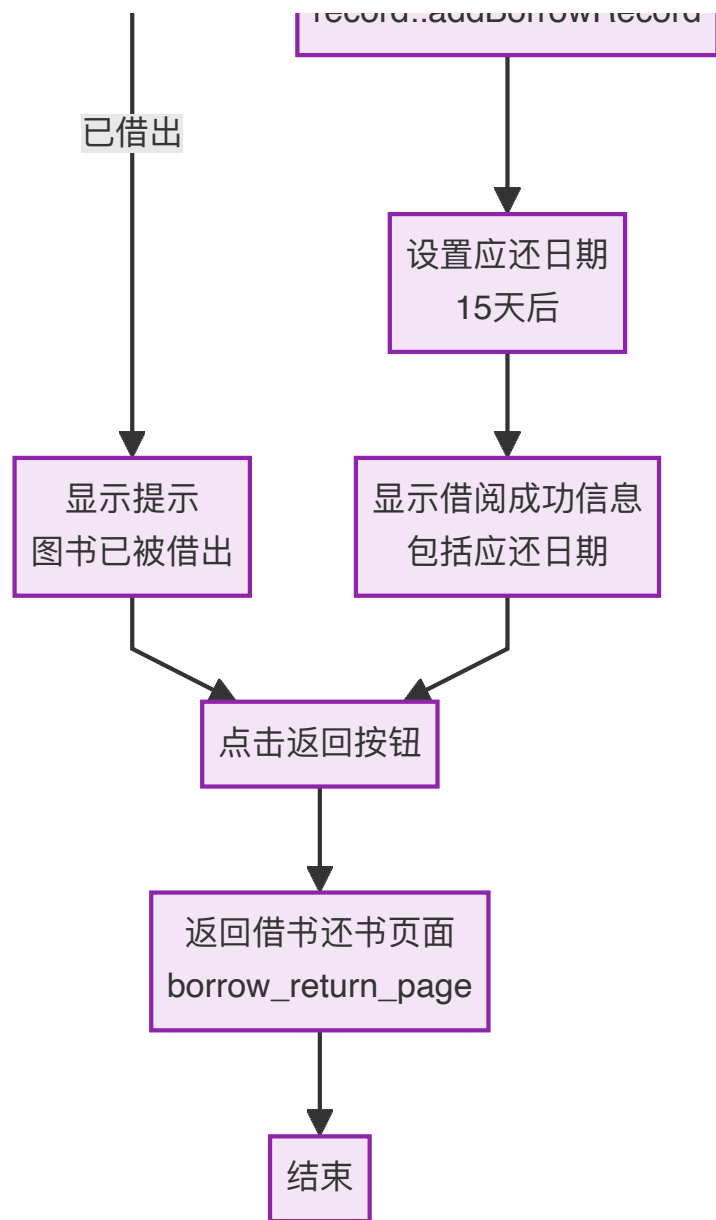 record::addBorrowRecord
已借出
设置应还日期
15天后
显示提示
图书已被借出
显示借阅成功信息
包括应还日期
点击返回按钮
返回借书还书页面
borrow_return_page
结束